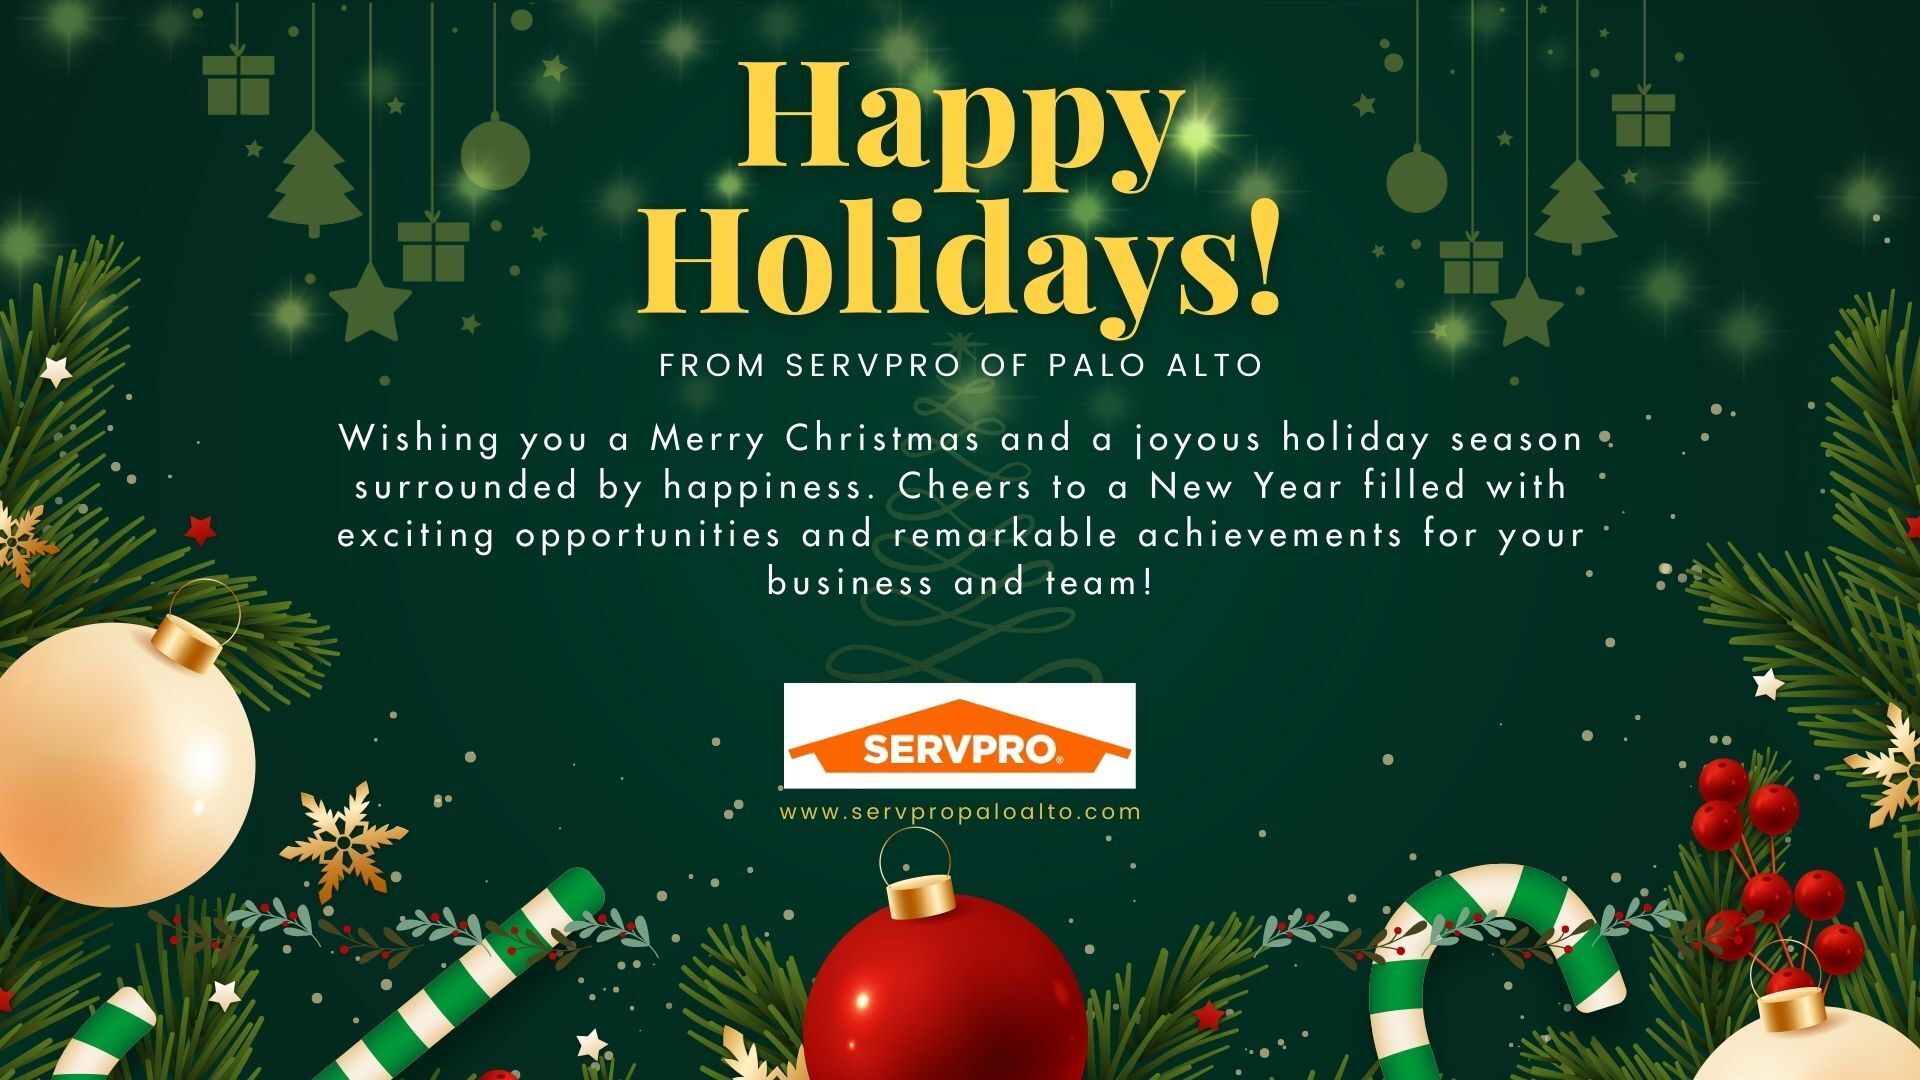 Happy
Holidays!
FROM SERVPRO OF PALO ALTO
Wishing you a Merry Christmas and a joyous holiday season
surrounded by happiness. Cheers to a New Year filled with
exciting opportunities and remarkable achievements for your
business and team!
SERVPRO®
www.servpropaloalto.com